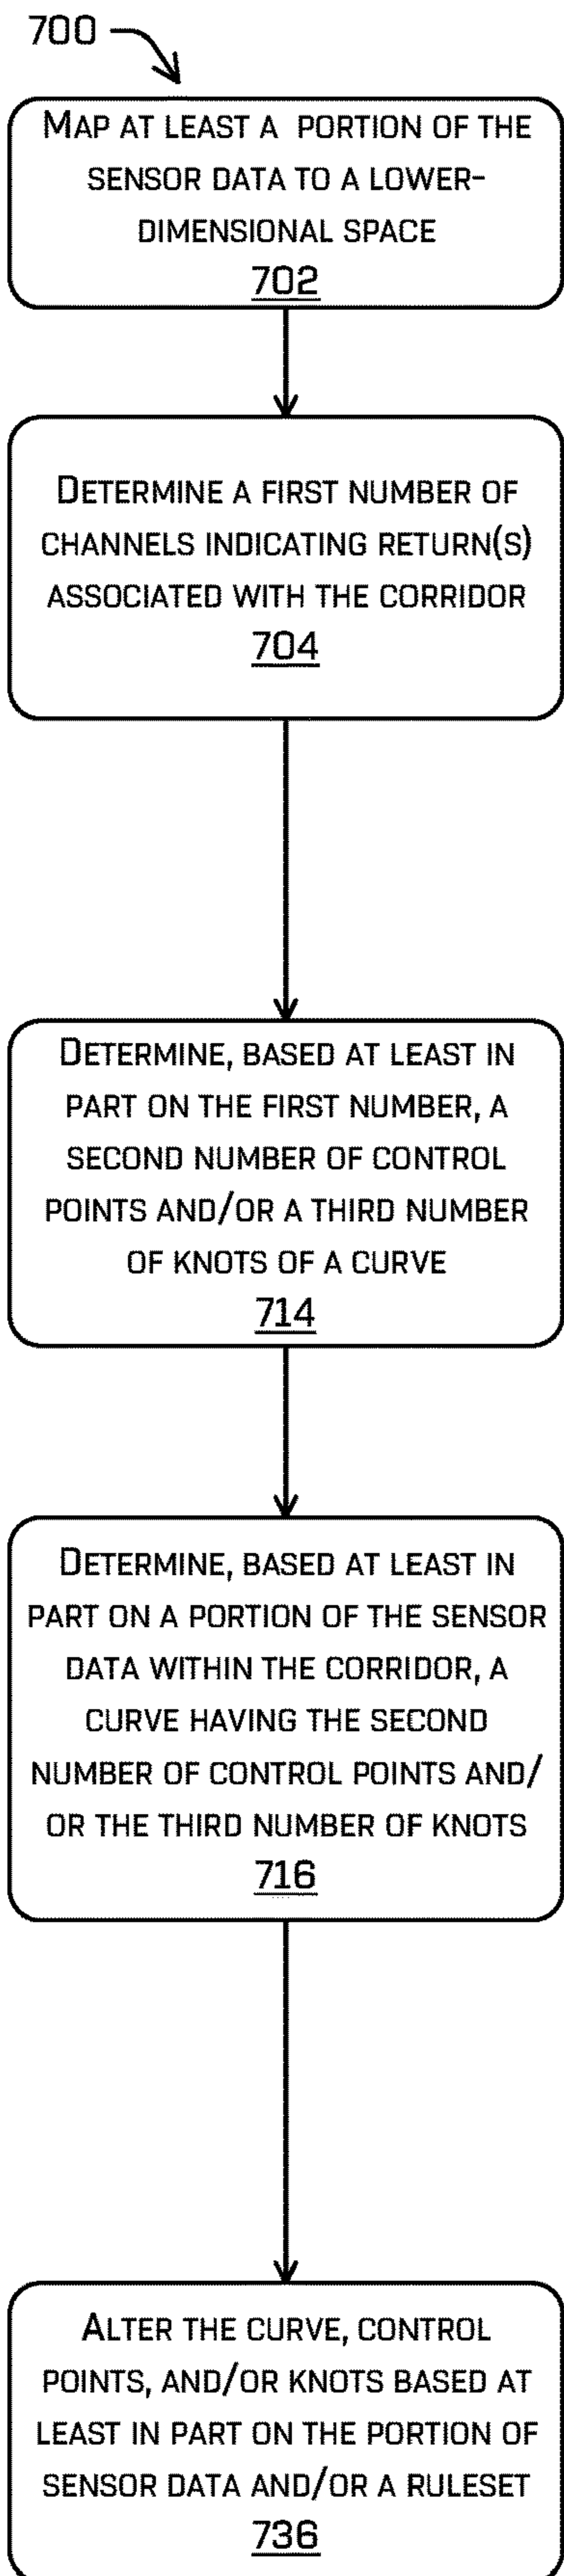 700
MAP AT LEAST A PORTION OF THE
SENSOR DATA TO A LOWER-
DIMENSIONAL SPACE
702
DETERMINE A FIRST NUMBER OF
CHANNELS INDICATING RETURN(S)
ASSOCIATED WITH THE CORRIDOR
704
DETERMINE, BASED AT LEAST IN
PART ON THE FIRST NUMBER, A
SECOND NUMBER OF CONTROL
POINTS AND/OR A THIRD NUMBER
OF KNOTS OF A CURVE
714
DETERMINE, BASED AT LEAST IN
PART ON A PORTION OF THE SENSOR
DATA WITHIN THE CORRIDOR, A
CURVE HAVING THE SECOND
NUMBER OF CONTROL POINTS AND/
OR THE THIRD NUMBER OF KNOTS
716
ALTER THE CURVE, CONTROL
POINTS, AND/OR KNOTS BASED AT
LEAST IN PART ON THE PORTION OF
SENSOR DATA AND/OR A RULESET
736